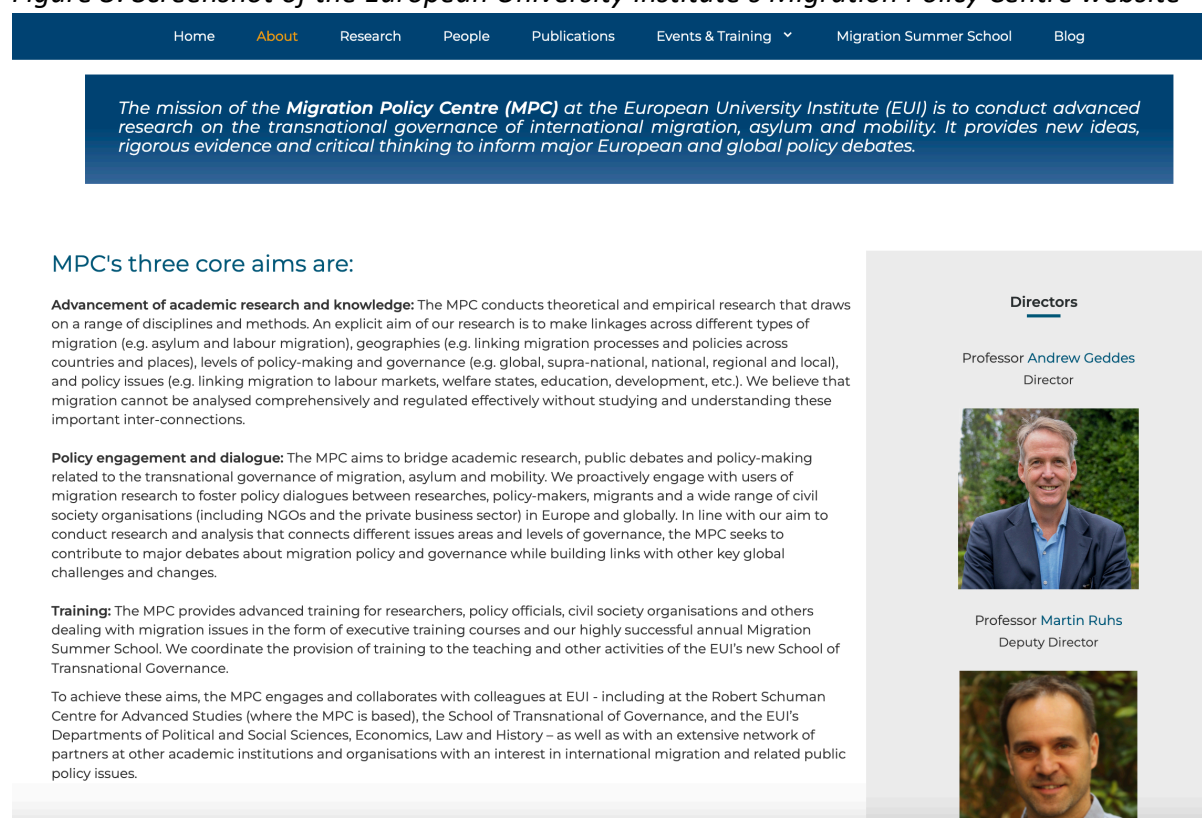 Figure 3: Screenshot of the European University Institute's Migration Policy Centre website
Home About Research People Publications Events & Training Migration Summer School Blog
The mission of the Migration Policy Centre (MPC) at the European University Institute (EUI) is to conduct advanced
research on the transnational governance of international migration, asylum and mobility. It provides new ideas,
rigorous evidence and critical thinking to inform major European and global policy debates.
MPC's three core aims are:
Advancement of academic research and knowledge: The MPC conducts theoretical and empirical research that draws
on a range of disciplines and methods. An explicit aim of our research is to make linkages across different types of
migration (e.g. asylum and labour migration), geographies (e.g. linking migration processes and policies across
countries and places), levels of policy-making and governance (e.g. global, supra-national, national, regional and local),
and policy issues (e.g. linking migration to labour markets, welfare states, education, development, etc.). We believe that
migration cannot be analysed comprehensively and regulated effectively without studying and understanding these
important inter-connections.
Policy engagement and dialogue: The MPC aims to bridge academic research, public debates and policy-making
related to the transnational governance of migration, asylum and mobility. We proactively engage with users of
migration research to foster policy dialogues between researches, policy-makers, migrants and a wide range of civil
society organisations (including NGOs and the private business sector) in Europe and globally. In line with our aim to
conduct research and analysis that connects different issues areas and levels of governance, the MPC seeks to
contribute to major debates about migration policy and governance while building links with other key global
challenges and changes.
Training: The MPC provides advanced training for researchers, policy officials, civil society organisations and others
dealing with migration issues in the form of executive training courses and our highly successful annual Migration
Summer School. We coordinate the provision of training to the teaching and other activities of the EUI's new School of
Transnational Governance.
To achieve these aims, the MPC engages and collaborates with colleagues at EUI - including at the Robert Schuman
Centre for Advanced Studies (where the MPC is based), the School of Transnational of Governance, and the EUI's
Departments of Political and Social Sciences, Economics, Law and History – as well as with an extensive network of
partners at other academic institutions and organisations with an interest in international migration and related public
policy issues.
Directors
Professor Andrew Geddes
Director
Professor Martin Ruhs
Deputy Director